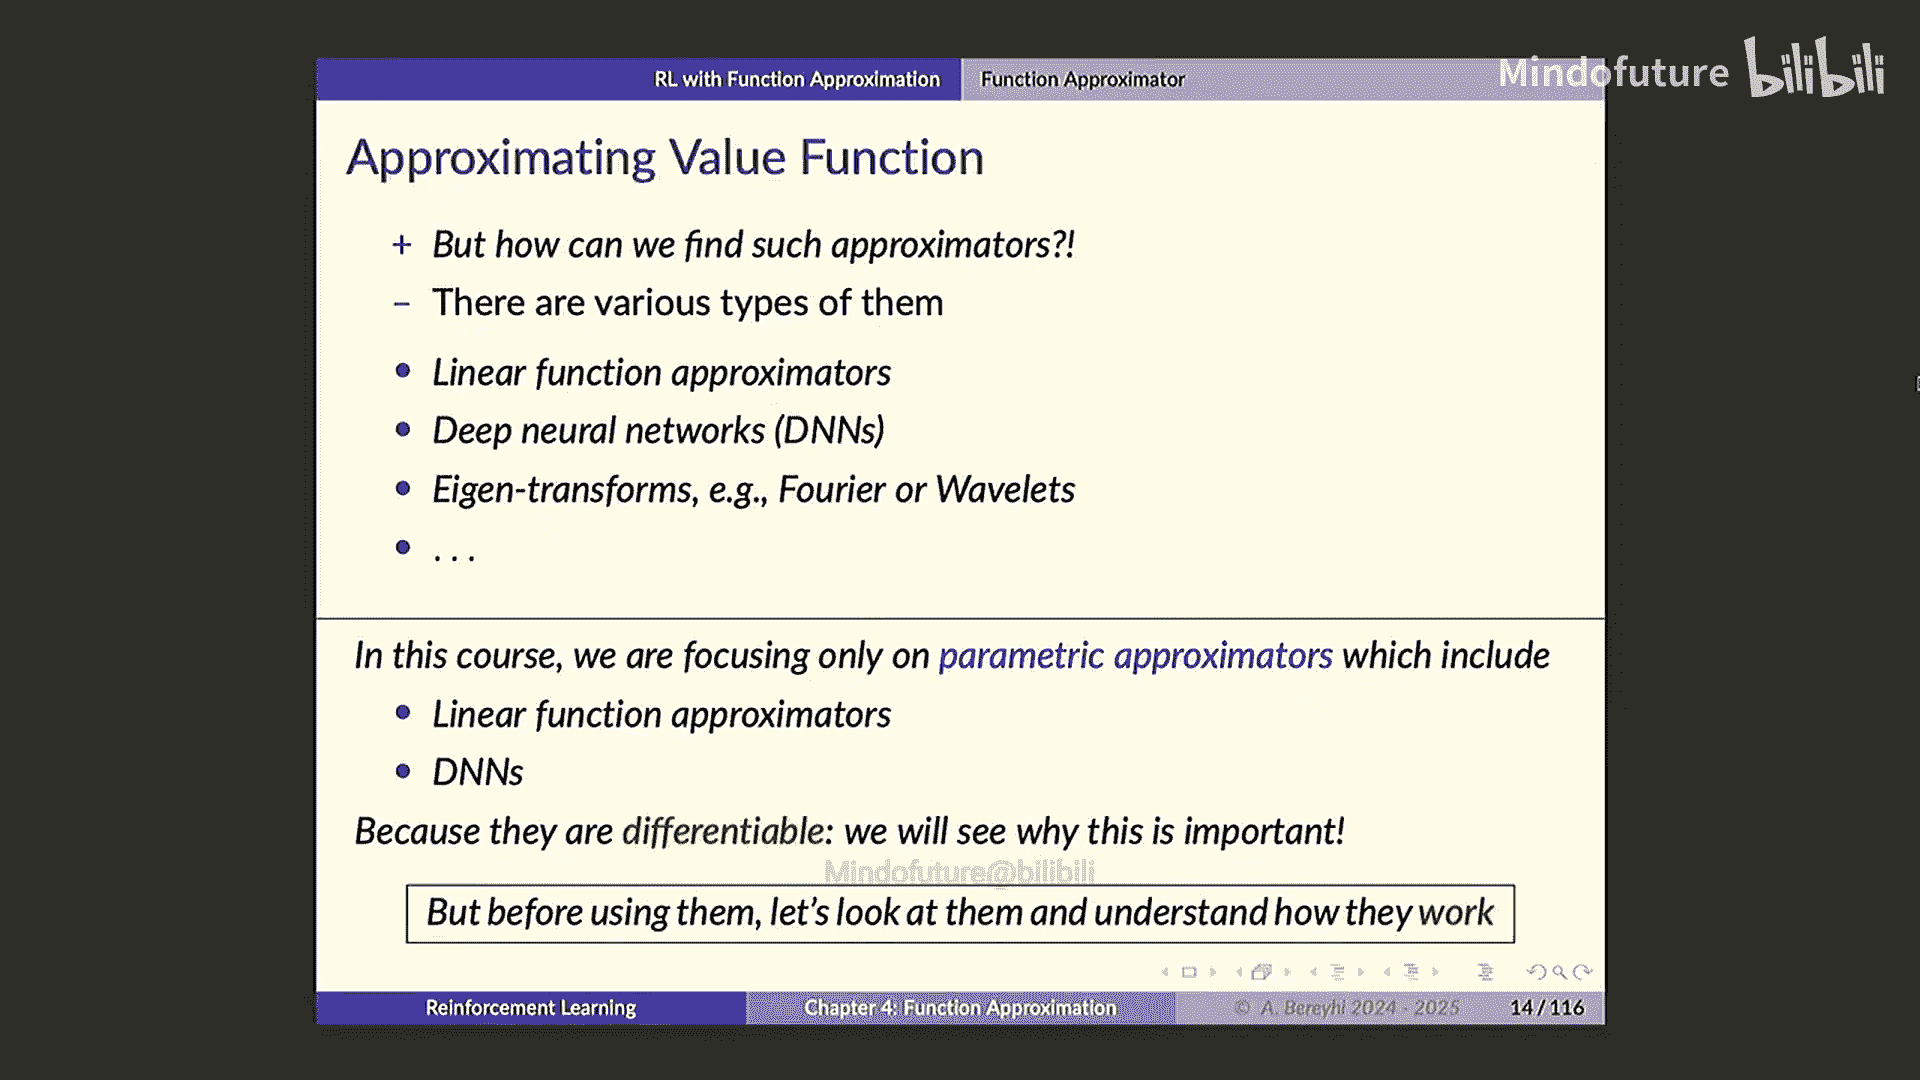 RL with Function Approximation
Function Approximator
Mindofuture bilibili
Approximating Value Function
+ But how can we find such approximators?!
– There are various types of them
• Linear function approximators
• Deep neural networks (DNNs)
• Eigen-transforms, e.g., Fourier or Wavelets
• . . .
In this course, we are focusing only on parametric approximators which include
• Linear function approximators
• DNNs
Because they are differentiable: we will see why this is important!
Mindofuture@bilibili
But before using them, let's look at them and understand how they work
Reinforcement Learning
Chapter 4: Function Approximation
© A. Bereyhi 2024 - 2025
14 / 116